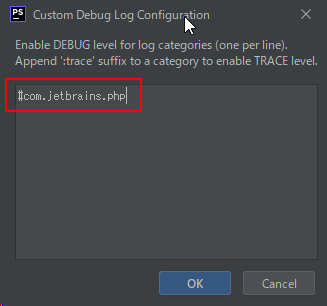 PS
Custom Debug Log Configuration
Enable DEBUG level for log categories (one per line).
Append ':trace' suffix to a category to enable TRACE level.
#com.jetbrains.php
OK
Cancel